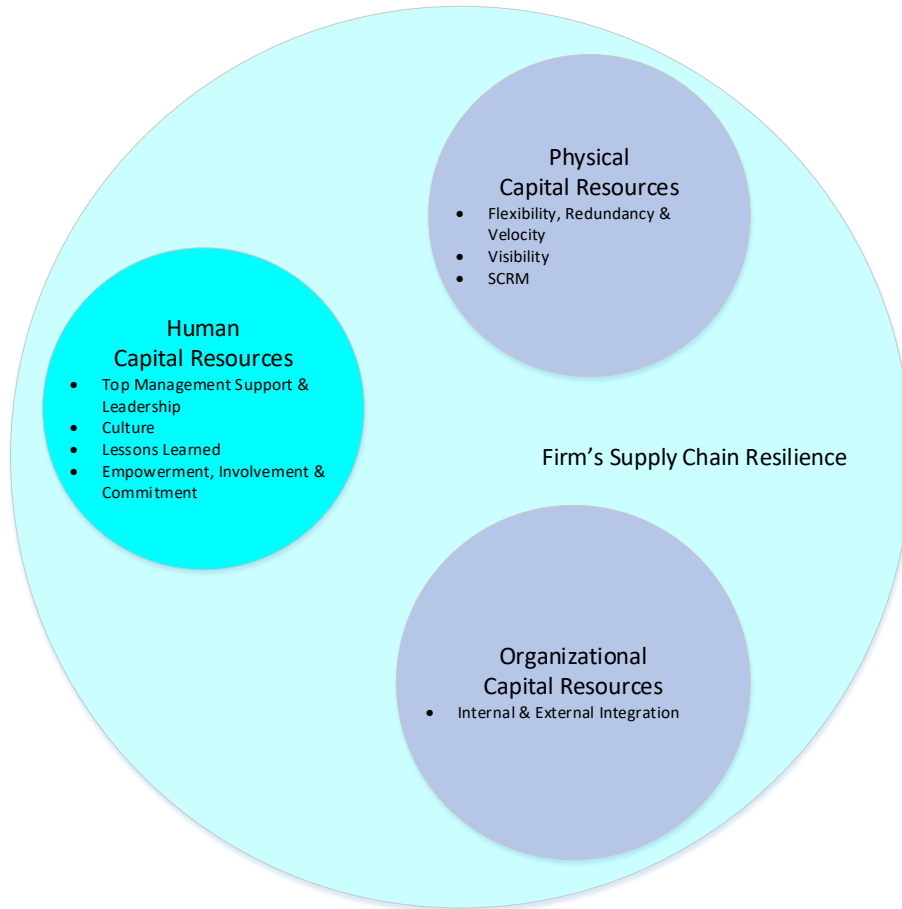 Physical
Capital Resources
• Flexibility, Redundancy &
Velocity
• Visibility
• SCRM
Human
Capital Resources
• Top Management Support &
Leadership
• Culture
• Lessons Learned
• Empowerment, Involvement &
Commitment
Firm's Supply Chain Resilience
Organizational
Capital Resources
• Internal & External Integration